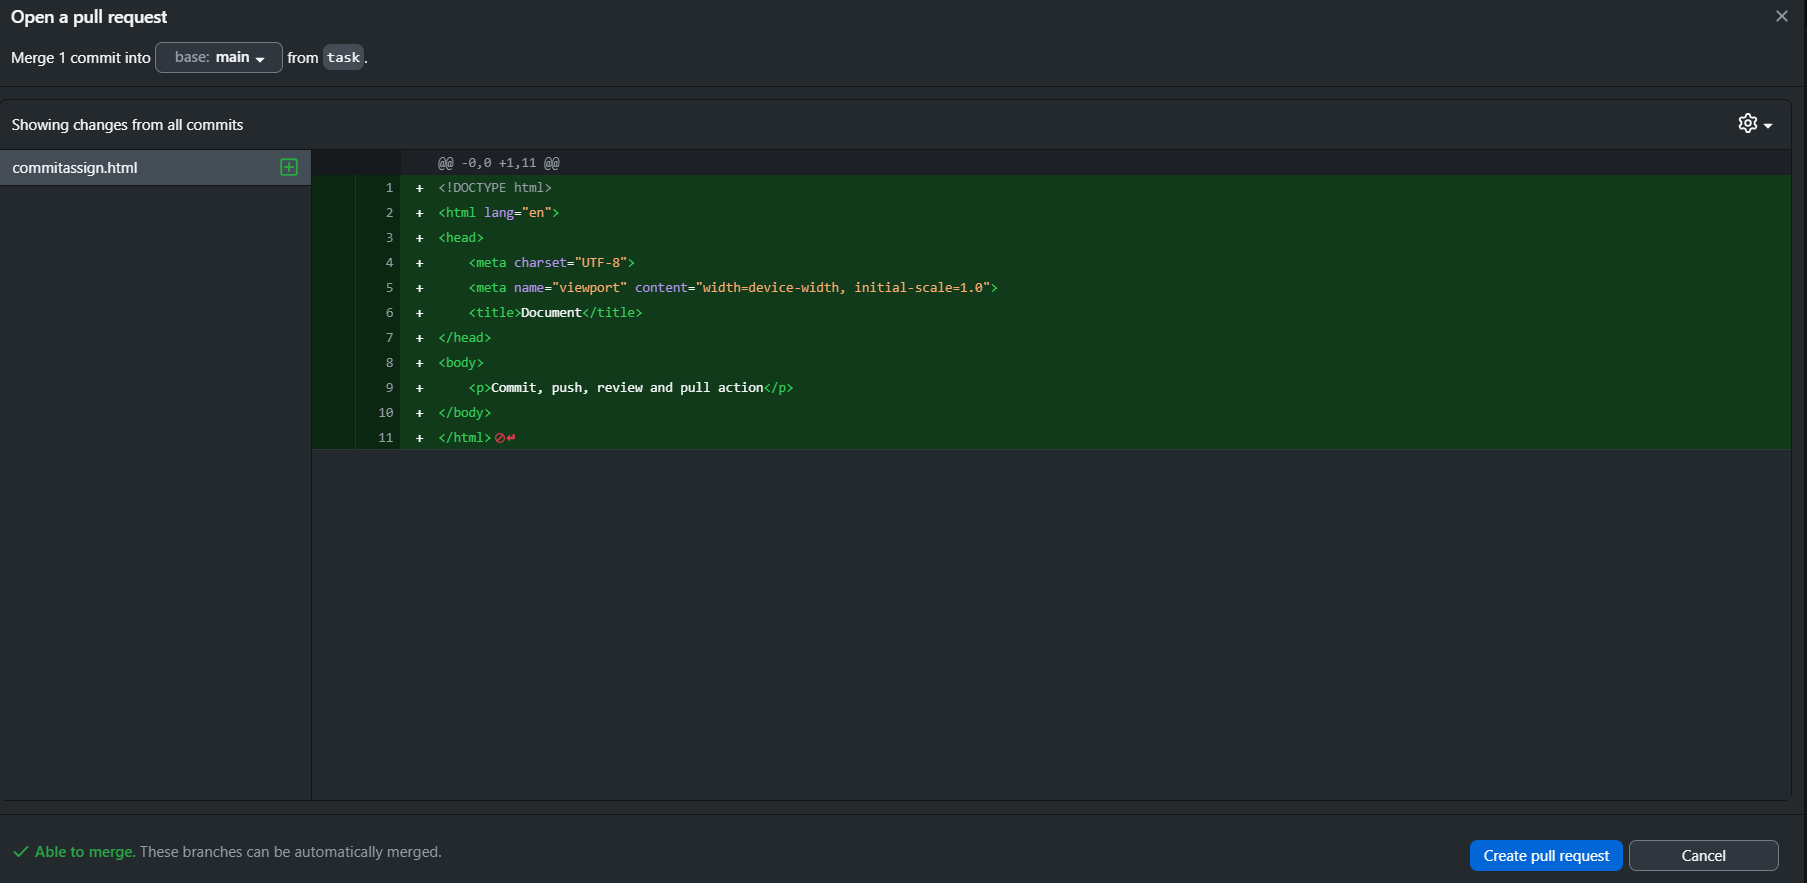 Open a pull request
Merge 1 commit into base: main from task.
Showing changes from all commits
commitassign.html
@@ -0,0 +1,11 @@
1 + <!DOCTYPE html>
2 + <html lang="en">
3 + <head>
4 +     <meta charset="UTF-8">
5 +     <meta name="viewport" content="width=device-width, initial-scale=1.0">
6 +     <title>Document</title>
7 + </head>
8 + <body>
9 +     <p>Commit, push, review and pull action</p>
10 + </body>
11 + </html>
Able to merge. These branches can be automatically merged.
Create pull request
Cancel